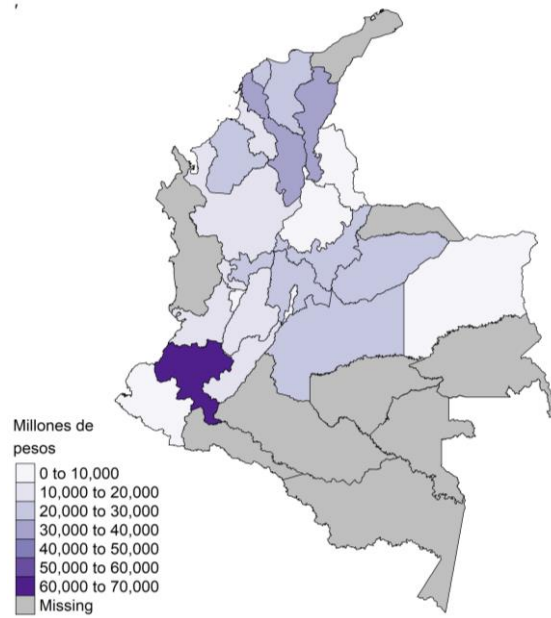 Millones de
pesos
0 to 10,000
10,000 to 20,000
20,000 to 30,000
30,000 to 40,000
40,000 to 50,000
50,000 to 60,000
60,000 to 70,000
Missing